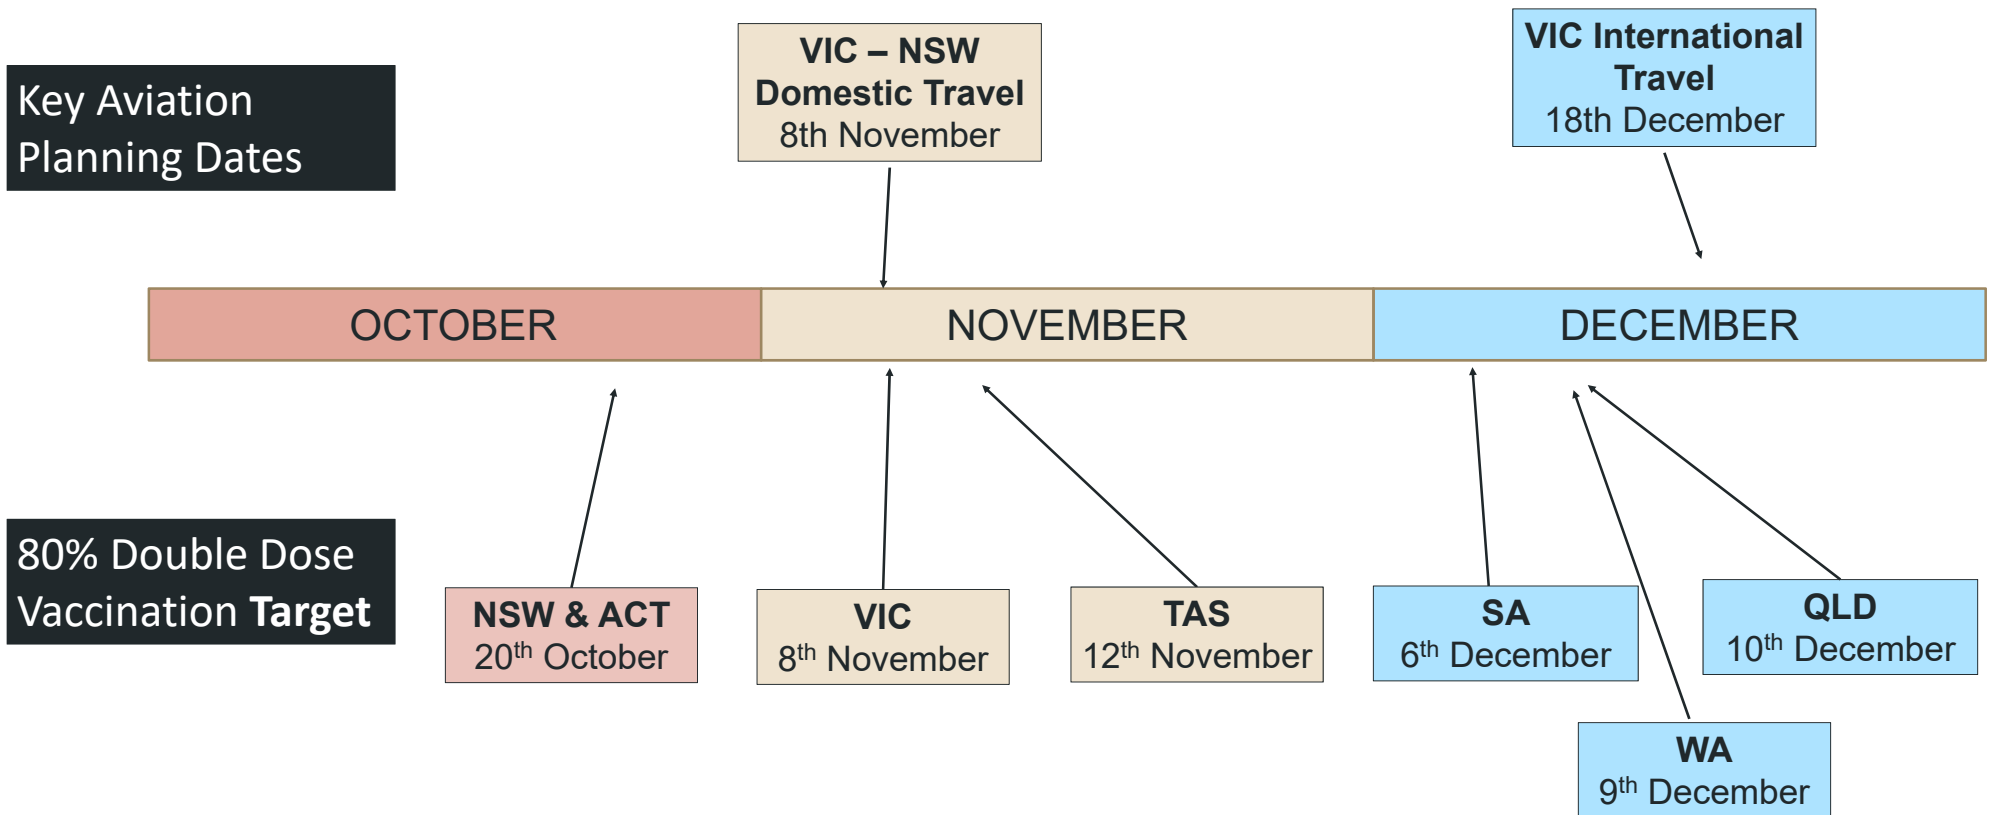 Key Aviation
Planning Dates
VIC – NSW
Domestic Travel
8th November
VIC International
Travel
18th December
OCTOBER
NOVEMBER
DECEMBER
80% Double Dose
Vaccination Target
NSW & ACT
20th October
VIC
8th November
TAS
12th November
SA
6th December
QLD
10th December
WA
9th December